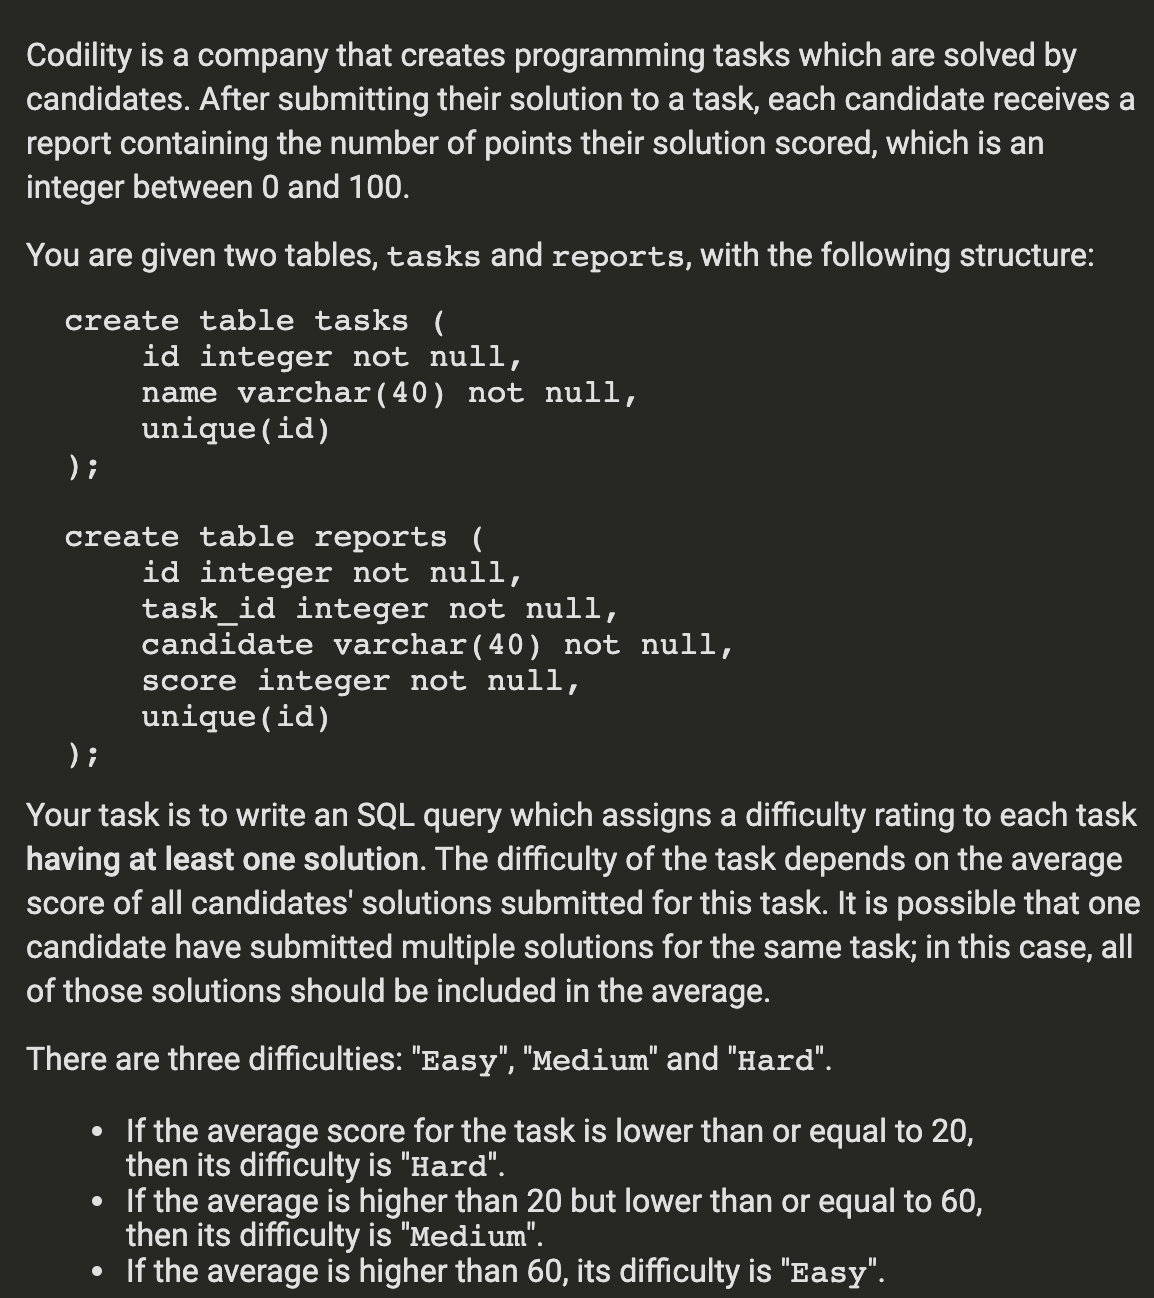 Codility is a company that creates programming tasks which are solved by
candidates. After submitting their solution to a task, each candidate receives a
report containing the number of points their solution scored, which is an
integer between 0 and 100.
You are given two tables, tasks and reports, with the following structure:
create table tasks (
id integer not null,
name varchar(40) not null,
unique(id)
);
create table reports (
id integer not null,
task_id integer not null,
candidate varchar(40) not null,
score integer not null,
unique(id)
);
Your task is to write an SQL query which assigns a difficulty rating to each task
having at least one solution. The difficulty of the task depends on the average
score of all candidates' solutions submitted for this task. It is possible that one
candidate have submitted multiple solutions for the same task; in this case, all
of those solutions should be included in the average.
There are three difficulties: "Easy", "Medium" and "Hard".
• If the average score for the task is lower than or equal to 20,
then its difficulty is "Hard".
• If the average is higher than 20 but lower than or equal to 60,
then its difficulty is "Medium".
• If the average is higher than 60, its difficulty is "Easy".